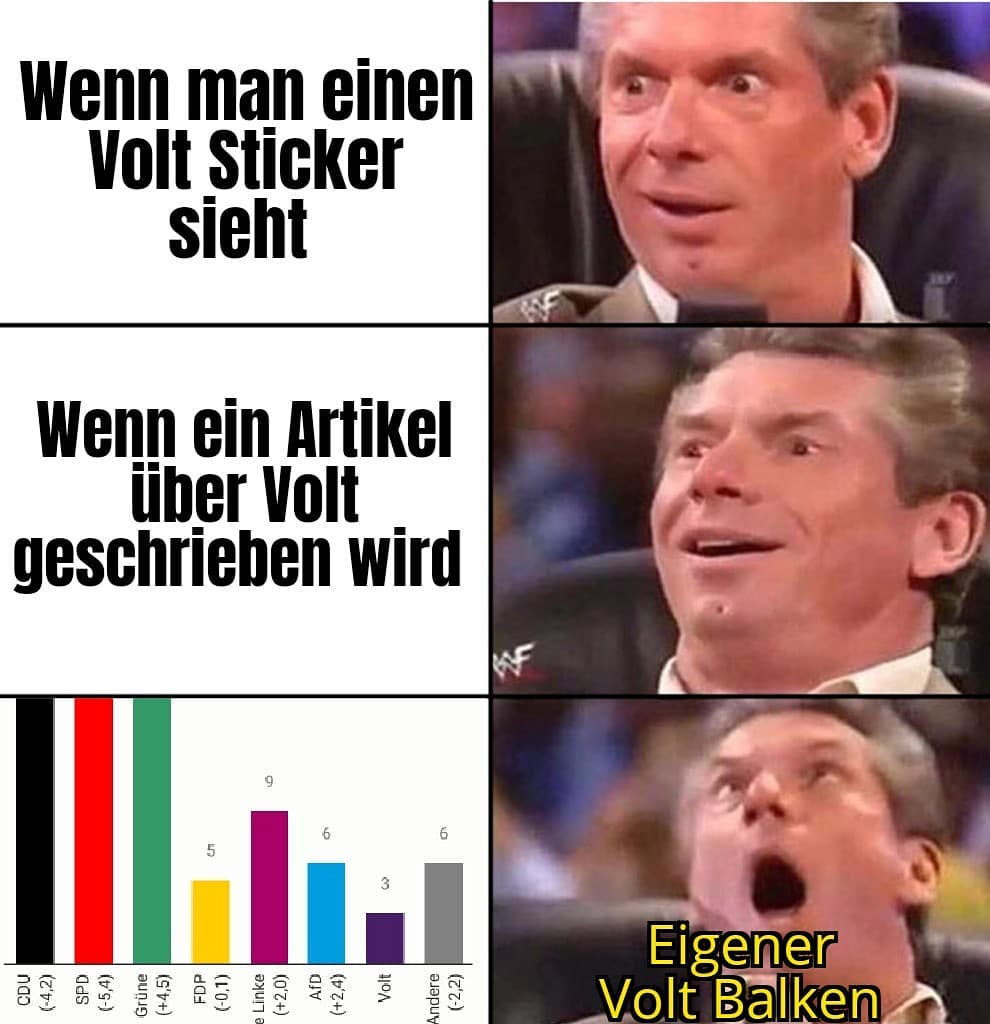 Wenn man einen
Volt Sticker
sieht
Wenn ein Artikel
über Volt
geschrieben wird
5
9
6
3
6
CDU
(-4,2)
SPD
(-5,4)
Grüne
(+4,5)
FDP
(-0,1)
e Linke
(+2,0)
AfD
(+2,4)
Volt
Andere
(-2,2)
Eigener
Volt Balken